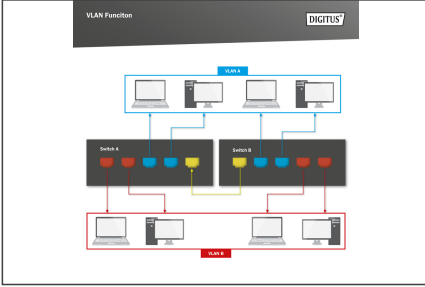 VLAN Funciton
DIGITUS®
VLAN A
Switch A
Switch B
VLAN B